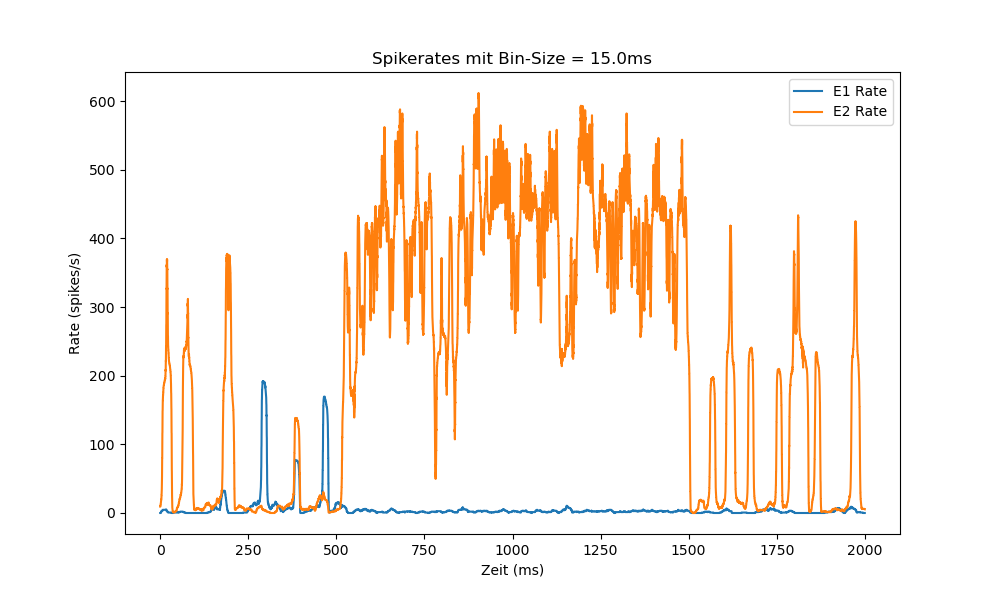 Spikerates mit Bin-Size = 15.0ms
E1 Rate
E2 Rate
600
500
400
300
200
100
0
Rate (spikes/s)
0 250 500 750 1000 1250 1500 1750 2000
Zeit (ms)